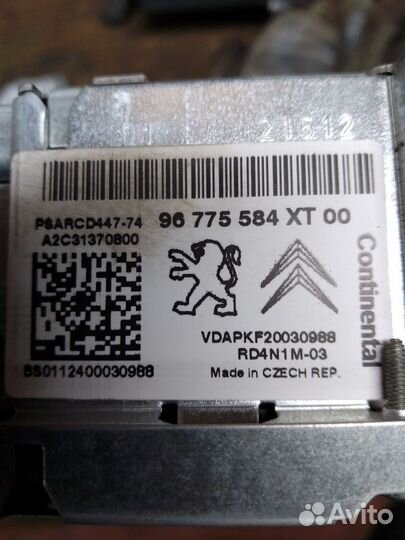 21612
PSARCD447-74
96 775 584 XT 00
A2C31370800
Continental
VDAPKF20030988
RD4N1M-03
BS0112400030988
Made in CZECH REP.
Avito